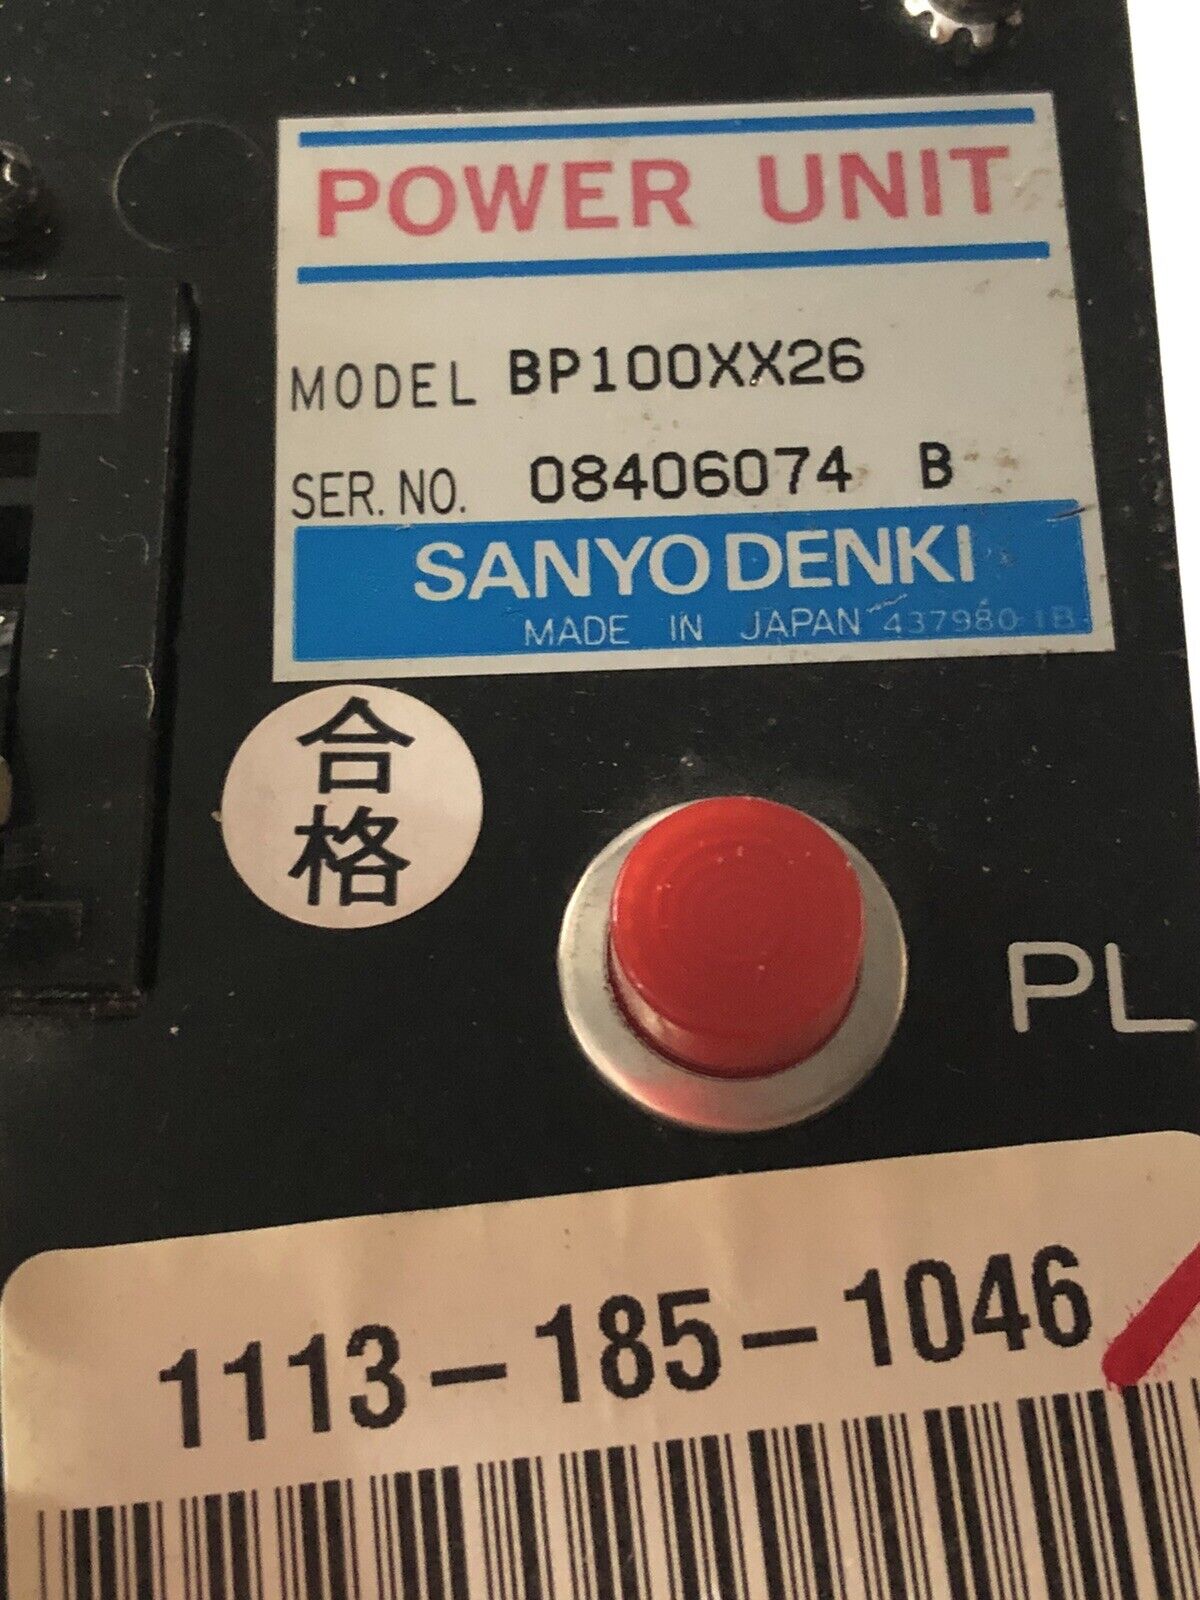 POWER UNIT
MODEL BP100XX26
SER. NO. 08406074 B
SANYO DENKI
MADE IN JAPAN 437980-1B
合格
PL
1113-185-1046